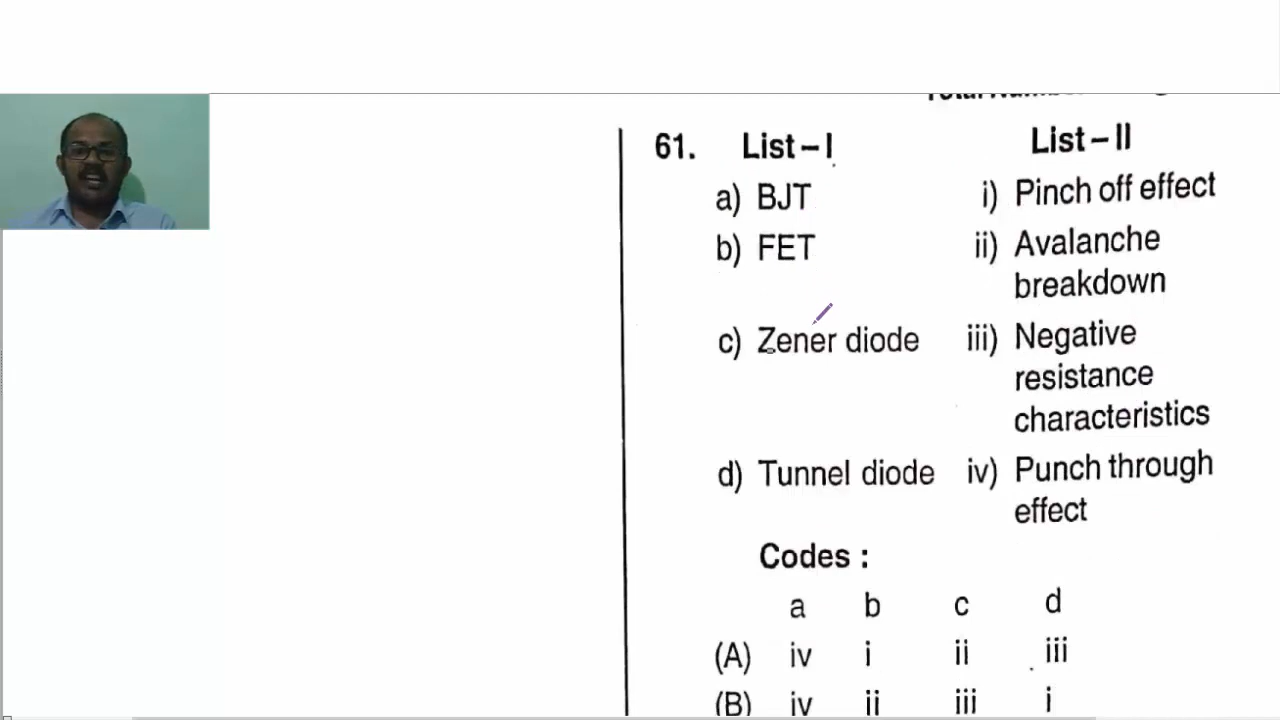 61. List – I List – II
a) BJT i) Pinch off effect
b) FET ii) Avalanche
breakdown
c) Zener diode iii) Negative
resistance
characteristics
d) Tunnel diode iv) Punch through
effect
Codes :
a b c d
(A) iv i ii iii
(B) iv ii iii i